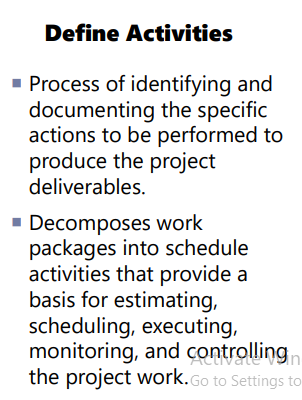 Define Activities
Process of identifying and
documenting the specific
actions to be performed to
produce the project
deliverables.
Decomposes work
packages into schedule
activities that provide a
basis for estimating,
scheduling, executing,
monitoring, and controlling
the project work.
Activate Win
Go to Settings to